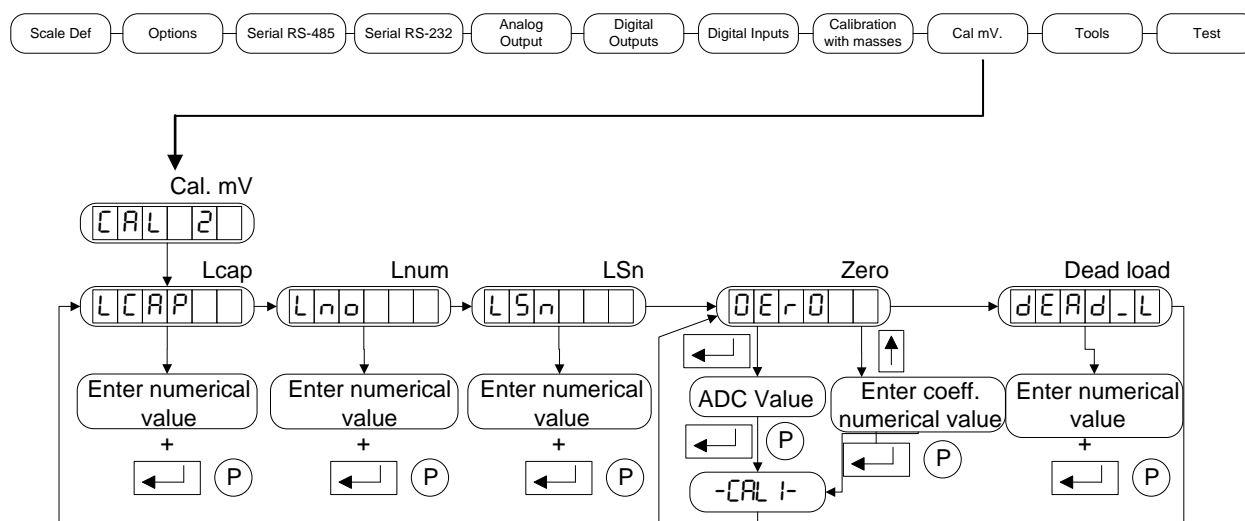 Scale Def
Options
Serial RS-485
Serial RS-232
Analog
Output
Digital
Outputs
Digital Inputs
Calibration
with masses
Cal mV.
Tools
Test
Cal. mV
CAL 2
Lcap
Lnum
LSn
Zero
Dead load
LCAP
Lno
LSn
0Er0
dEAd_L
Enter numerical
value
+
P
Enter numerical
value
+
P
Enter numerical
value
+
P
ADC Value
P
-CAL1-
Enter coeff.
numerical value
P
Enter numerical
value
+
P